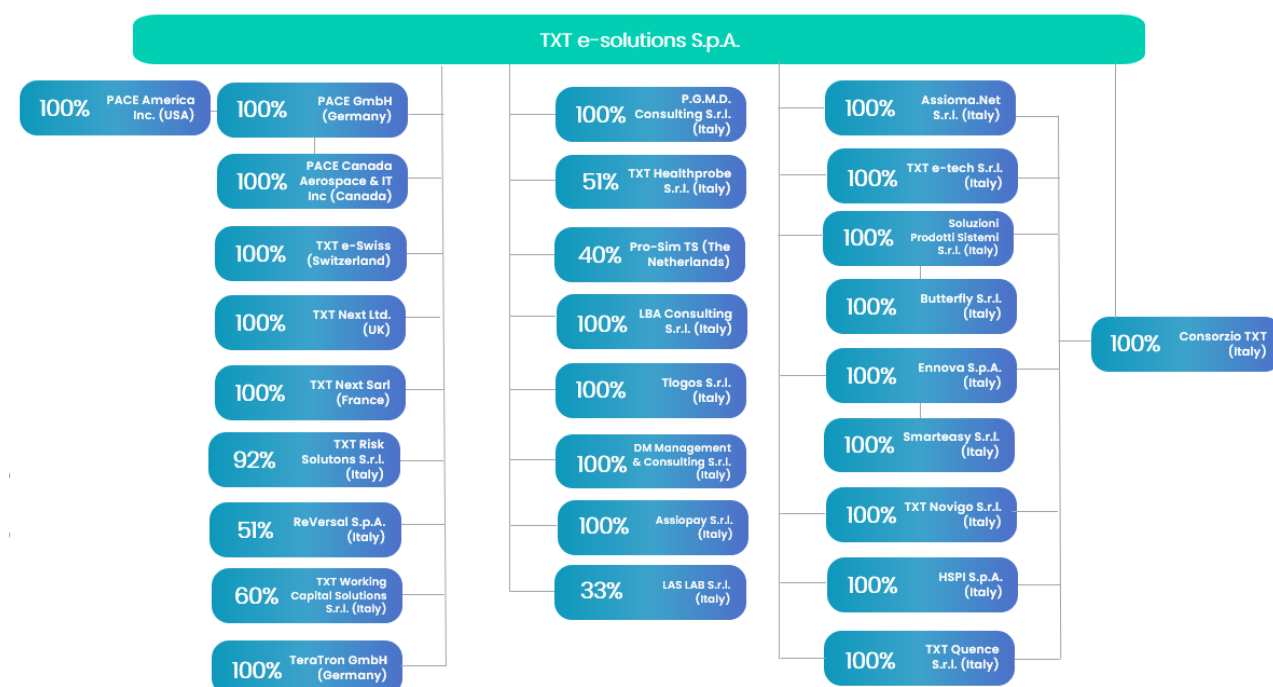 TXT e-solutions S.p.A.
100%
PACE America
Inc. (USA)
100%
PACE GmbH
(Germany)
100%
PACE Canada
Aerospace & IT
Inc (Canada)
100%
TXT e-Swiss
(Switzerland)
100%
TXT Next Ltd.
(UK)
100%
TXT Next Sarl
(France)
92%
TXT Risk
Solutons S.r.l.
(Italy)
51%
ReVersal S.p.A.
(Italy)
60%
TXT Working
Capital Solutions
S.r.l. (Italy)
100%
TeraTron GmbH
(Germany)
100%
P.G.M.D.
Consulting S.r.l.
(Italy)
51%
TXT Healthprobe
S.r.l. (Italy)
40%
Pro-Sim TS (The
Netherlands)
100%
LBA Consulting
S.r.l. (Italy)
100%
Tlogos S.r.l.
(Italy)
100%
DM Management
& Consulting S.r.l.
(Italy)
100%
Assiopay S.r.l.
(Italy)
33%
LAS LAB S.r.l.
(Italy)
100%
Assioma.Net
S.r.l. (Italy)
100%
TXT e-tech S.r.l.
(Italy)
100%
Soluzioni
Prodotti Sistemi
S.r.l. (Italy)
100%
Butterfly S.r.l.
(Italy)
100%
Ennova S.p.A.
(Italy)
100%
Smarteasy S.r.l.
(Italy)
100%
TXT Novigo S.r.l.
(Italy)
100%
HSPI S.p.A.
(Italy)
100%
TXT Quence
S.r.l. (Italy)
100%
Consorzio TXT
(Italy)